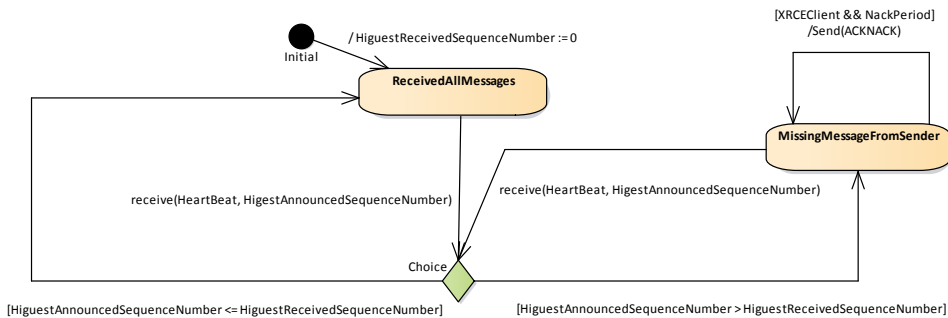 [XRCEClient && NackPeriod]
/Send(ACKNACK)
/ HiguestReceivedSequenceNumber := 0
Initial
ReceivedAllMessages
MissingMessageFromSender
receive(HeartBeat, HigestAnnouncedSequenceNumber)
receive(HeartBeat, HigestAnnouncedSequenceNumber)
Choice
[HiguestAnnouncedSequenceNumber <= HiguestReceivedSequenceNumber]
[HiguestAnnouncedSequenceNumber > HiguestReceivedSequenceNumber]